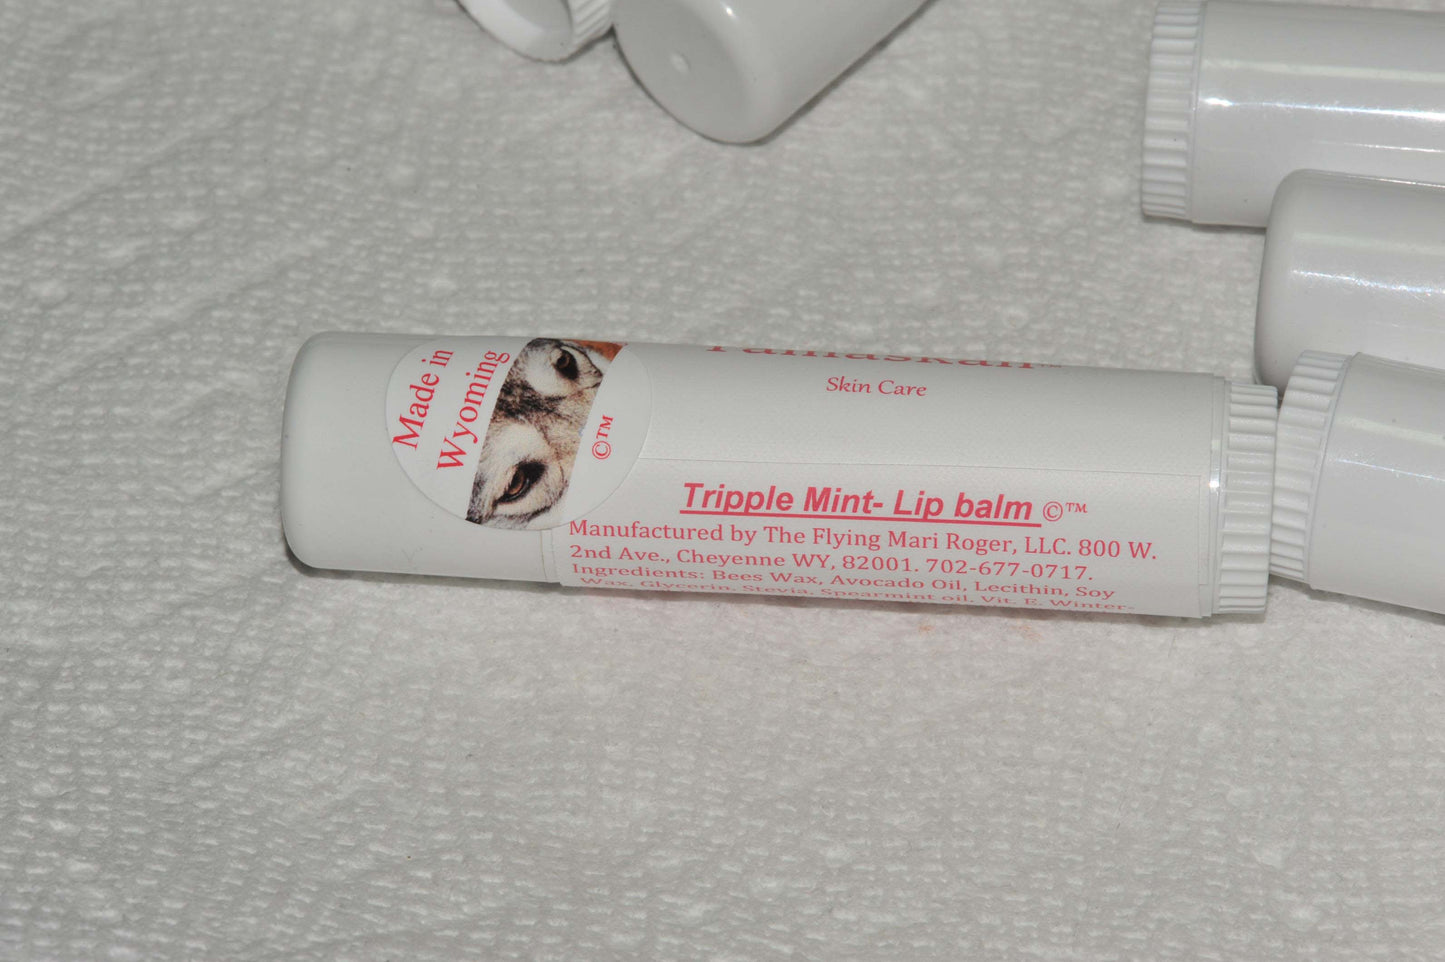 Made in
Wyoming
©™
Tamaskan™
Skin Care
Tripple Mint- Lip balm ©™
Manufactured by The Flying Mari Roger, LLC. 800 W.
2nd Ave., Cheyenne WY, 82001. 702-677-0717.
Ingredients: Bees Wax, Avocado Oil, Lecithin, Soy
Wax, Glycerin, Stevia, Spearmint oil, Vit. E, Winter-